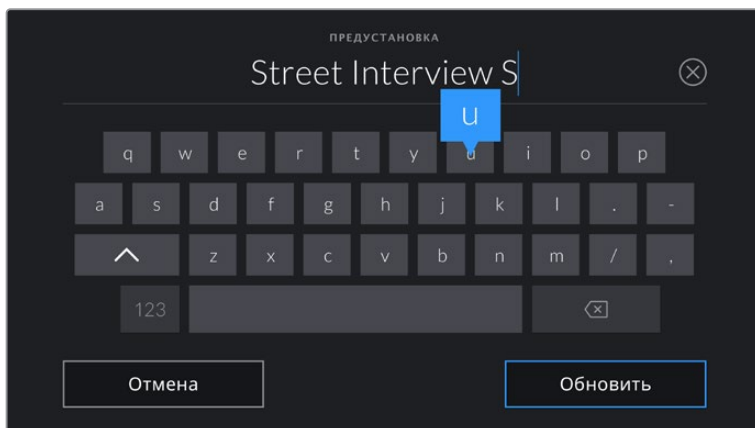 ПРЕДУСТАНОВКА
Street Interview S
u
q w e r t y u i o p
a s d f g h j k l . -
z x c v b n m / ,
123
Отмена Обновить